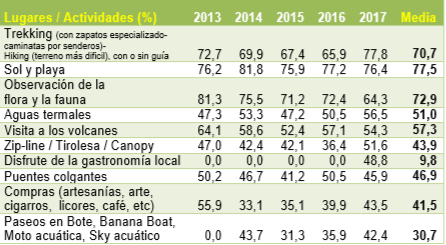 Lugares / Actividades (%) 2013 2014 2015 2016 2017 Media
Trekking (con zapatos especializado-
caminatas por senderos)-
Hiking (terreno más difícil), con o sin guía 72,7 69,9 67,4 65,9 77,8 70,7
Sol y playa 76,2 81,8 75,9 77,2 76,4 77,5
Observación de la
flora y la fauna 81,3 75,5 71,2 72,4 64,3 72,9
Aguas termales 47,3 53,3 47,2 50,5 56,5 51,0
Visita a los volcanes 64,1 58,6 52,4 57,1 54,3 57,3
Zip-line / Tirolesa / Canopy 47,0 42,4 42,1 36,4 51,6 43,9
Disfrute de la gastronomía local 0,0 0,0 0,0 0,0 48,8 9,8
Puentes colgantes 50,2 46,7 41,2 50,5 45,9 46,9
Compras (artesanías, arte,
cigarros, licores, café, etc) 55,9 33,1 35,1 39,9 43,5 41,5
Paseos en Bote, Banana Boat,
Moto acuática, Sky acuático 0,0 43,7 31,3 35,9 42,4 30,7